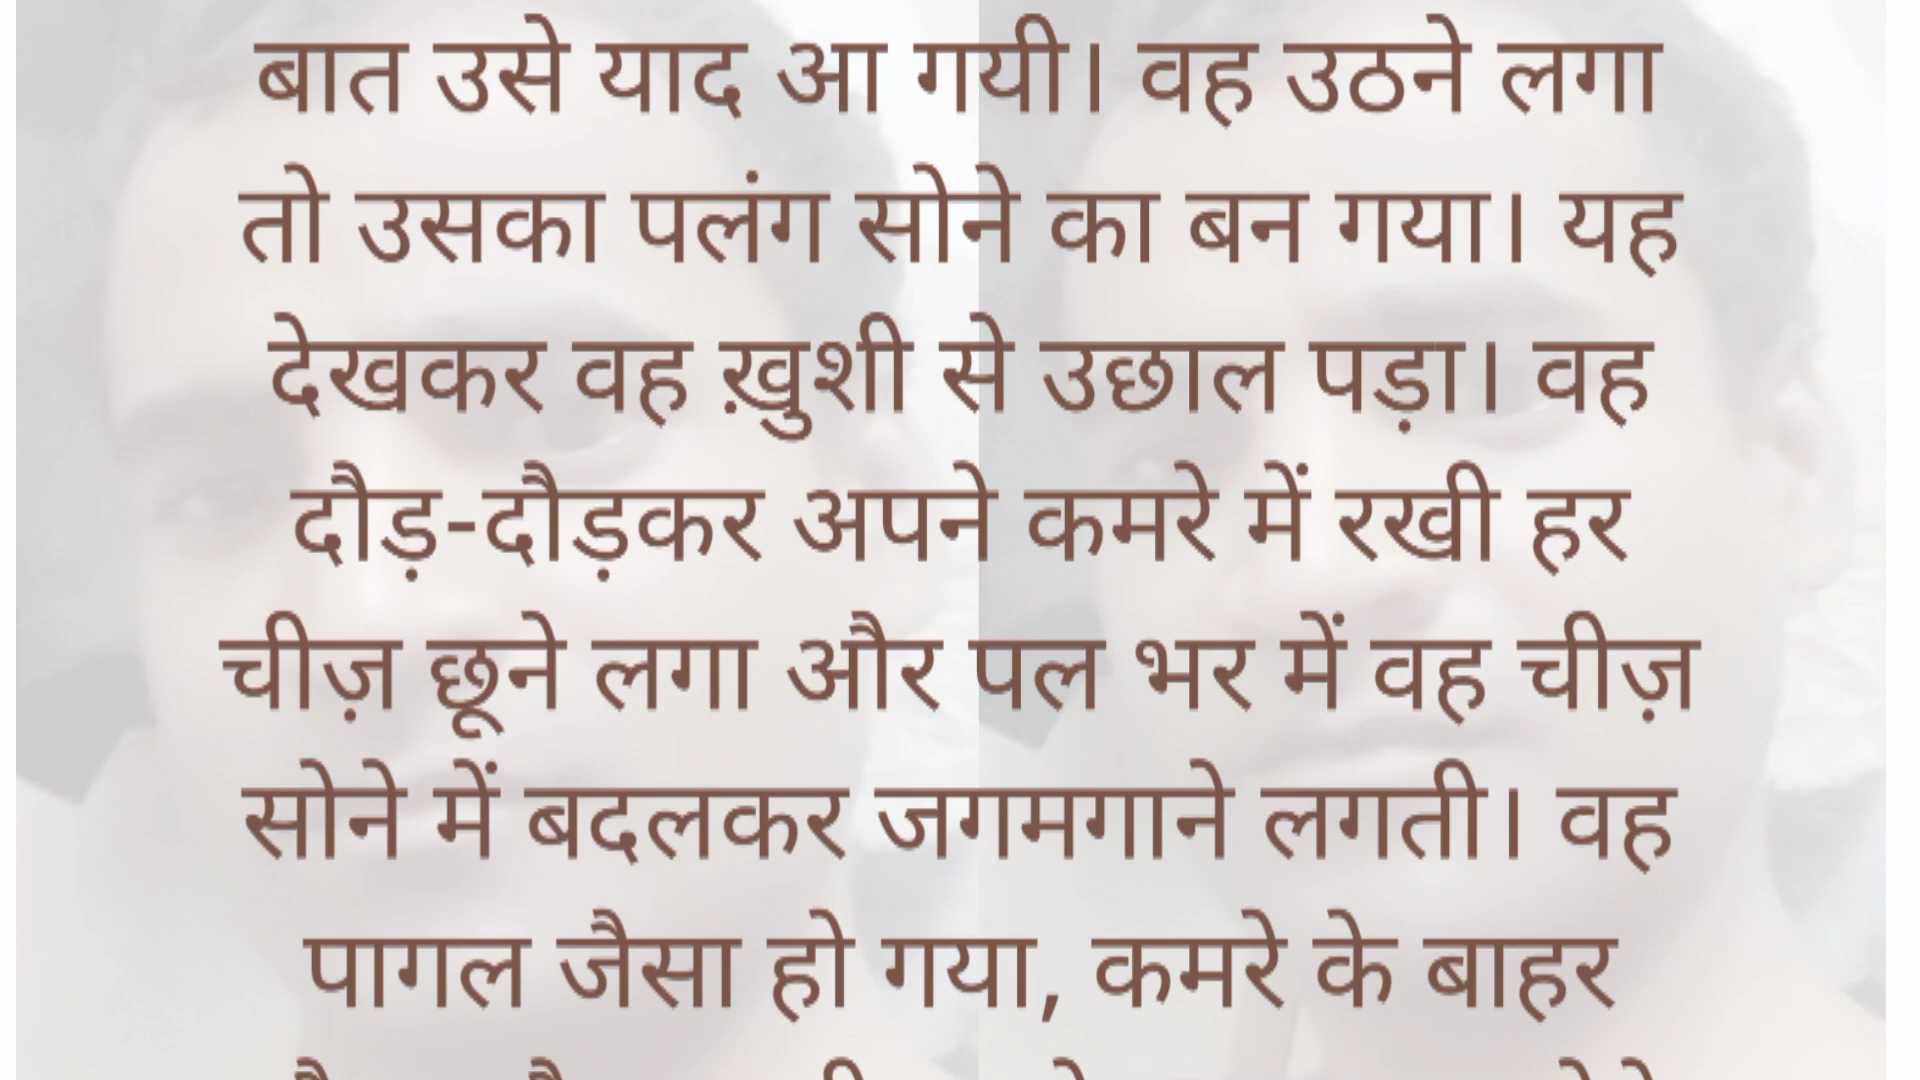 बात उसे याद आ गयी। वह उठने लगा
तो उसका पलंग सोने का बन गया। यह
देखकर वह ख़ुशी से उछाल पड़ा। वह
दौड़-दौड़कर अपने कमरे में रखी हर
चीज़ छूने लगा और पल भर में वह चीज़
सोने में बदलकर जगमगाने लगती। वह
पागल जैसा हो गया, कमरे के बाहर